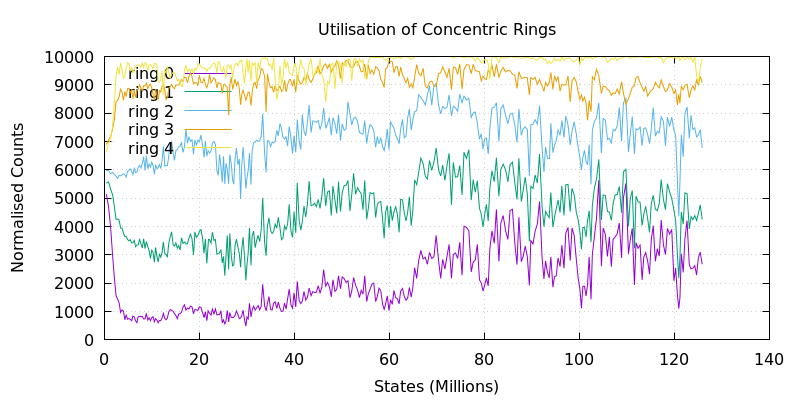 Utilisation of Concentric Rings
Normalised Counts
10000
9000
8000
7000
6000
5000
4000
3000
2000
1000
0
ring 0
ring 1
ring 2
ring 3
ring 4
0 20 40 60 80 100 120 140
States (Millions)